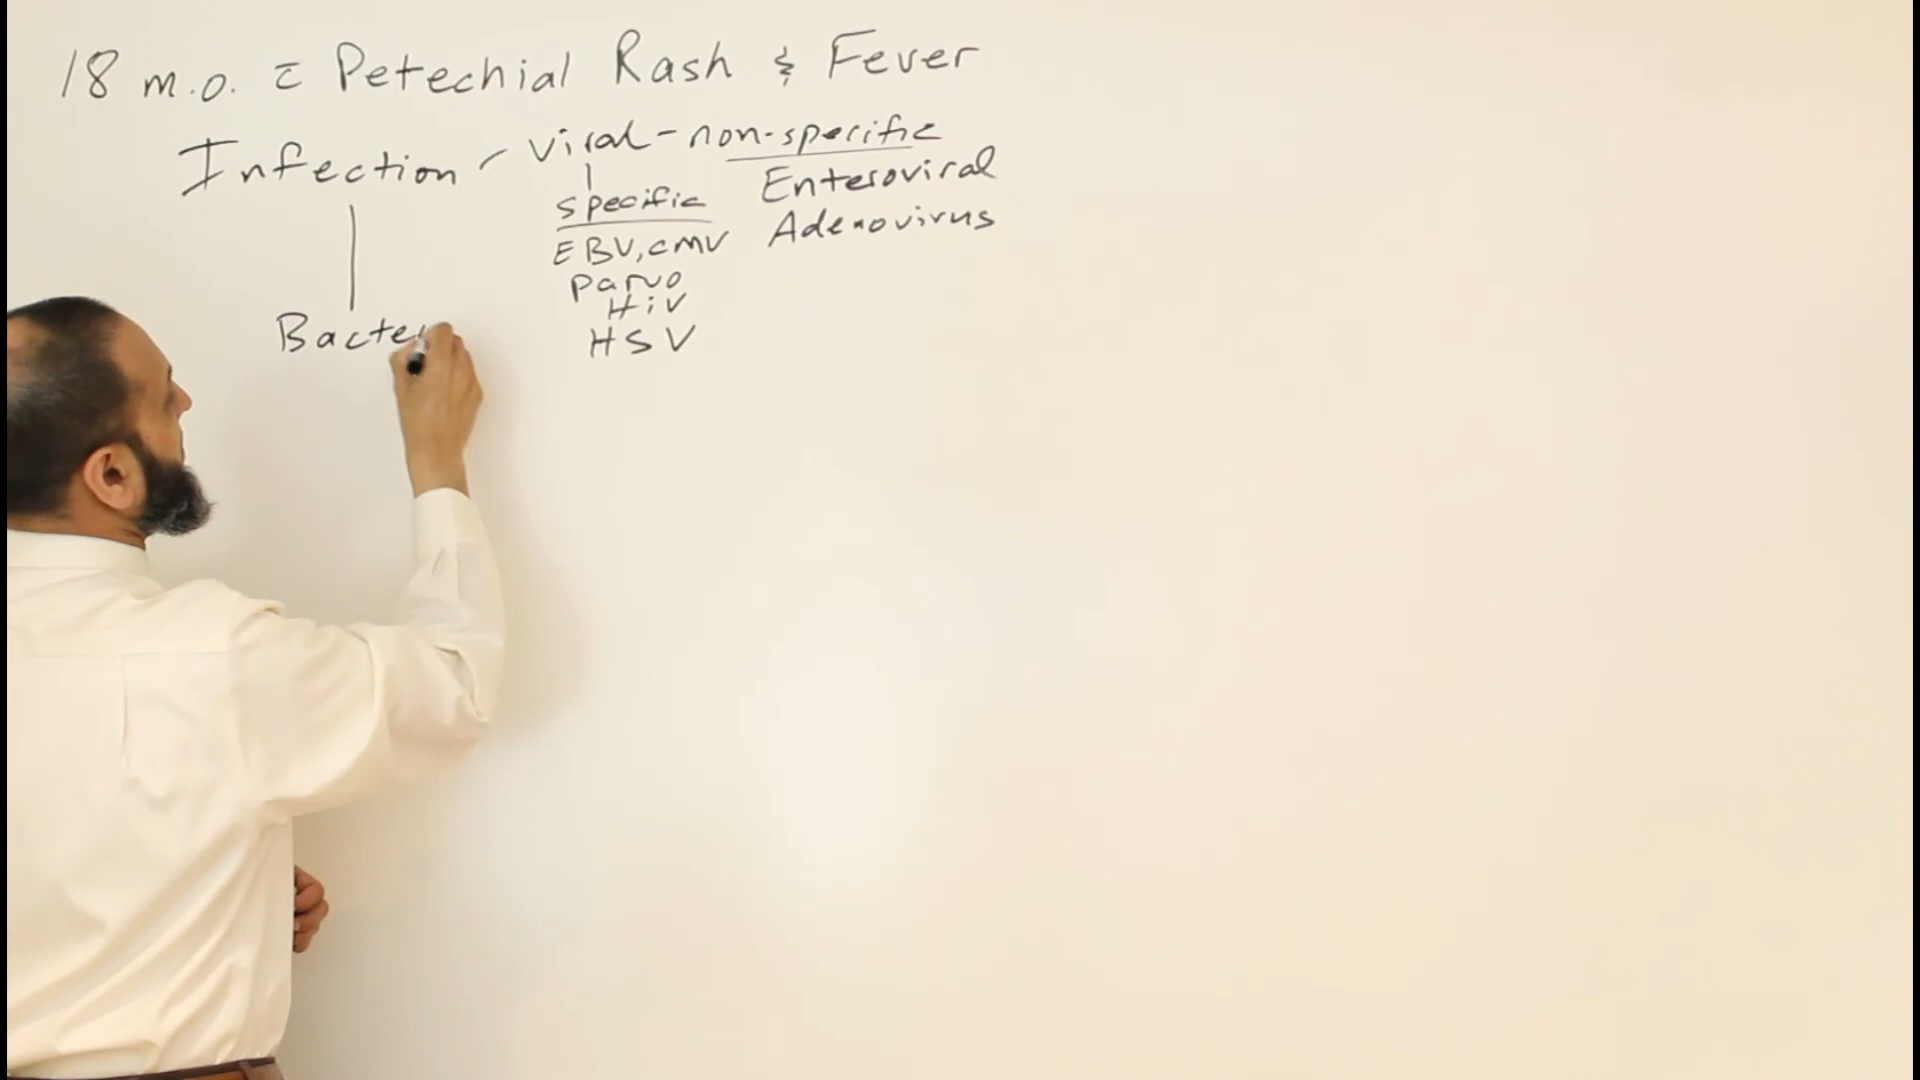 18 m.o. c̄ Petechial Rash & Fever
Infection - Viral - non-specific
specific
EBV, CMV
Parvo
HiV
HSV
Enteroviral
Adenovirus
Bacte